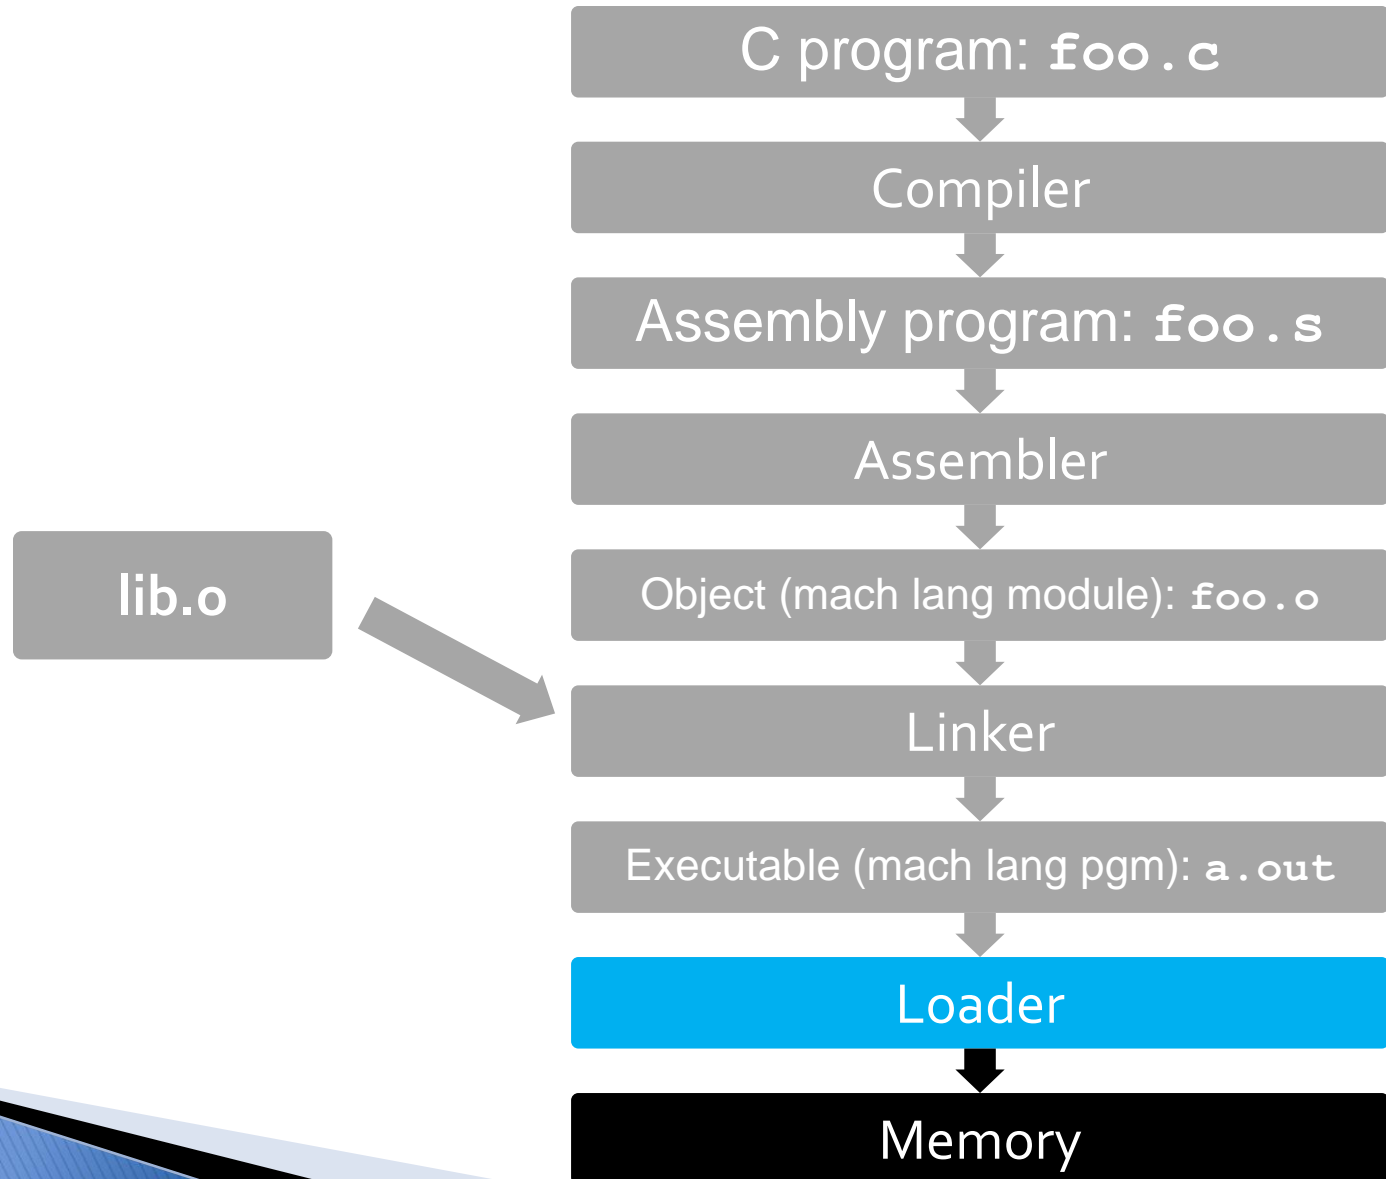 C program: foo.c
Compiler
Assembly program: foo.s
Assembler
lib.o
Object (mach lang module): foo.o
Linker
Executable (mach lang pgm): a.out
Loader
Memory